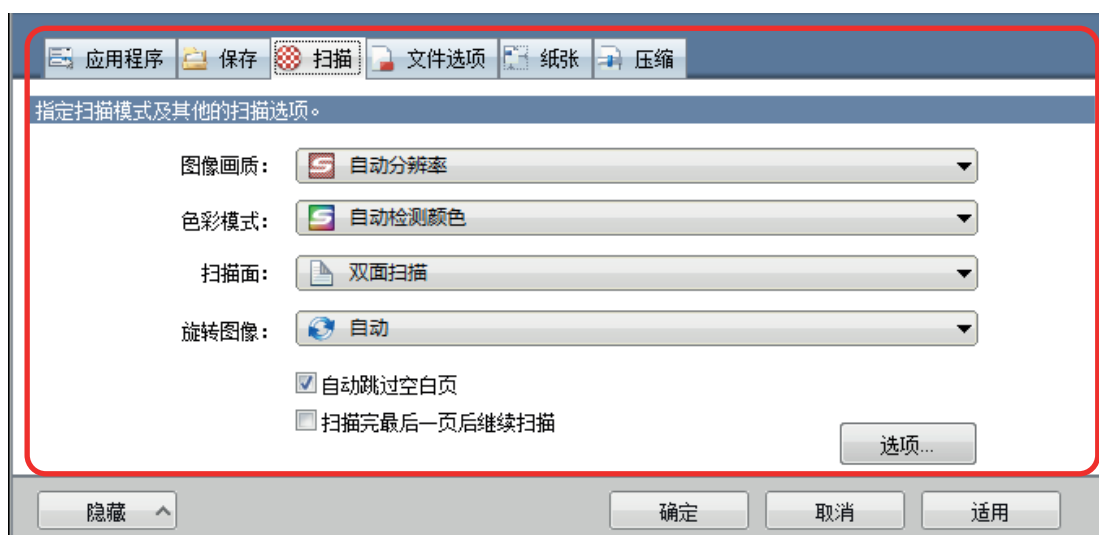 应用程序 保存 扫描 文件选项 纸张 压缩
指定扫描模式及其他的扫描选项。
图像画质： 自动分辨率
色彩模式： 自动检测颜色
扫描面： 双面扫描
旋转图像： 自动
自动跳过空白页
扫描完最后一页后继续扫描
选项...
隐藏 确定 取消 适用